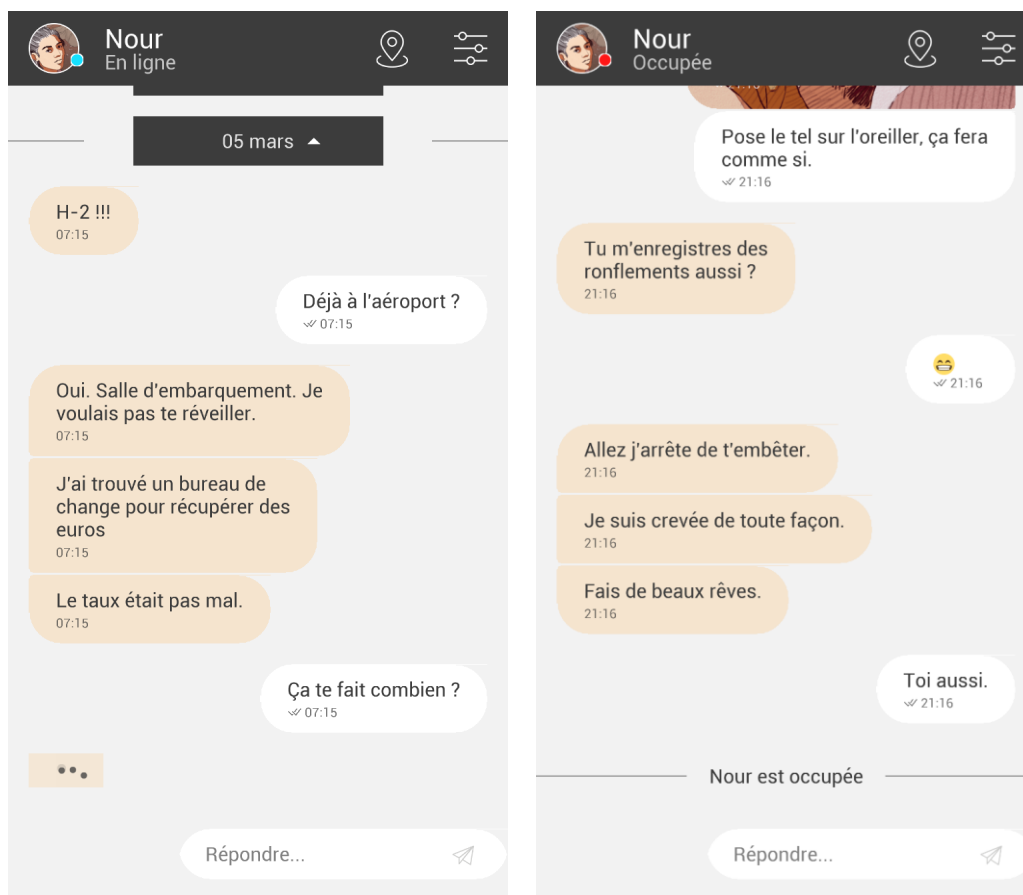 Nour
En ligne
05 mars
H-2 !!!
07:15
Déjà à l'aéroport ?
07:15
Oui. Salle d'embarquement. Je
voulais pas te réveiller.
07:15
J'ai trouvé un bureau de
change pour récupérer des
euros
07:15
Le taux était pas mal.
07:15
Ça te fait combien ?
07:15
Répondre...
Nour
Occupée
Pose le tel sur l'oreiller, ça fera
comme si.
21:16
Tu m'enregistres des
ronflements aussi ?
21:16
21:16
Allez j'arrête de t'embêter.
21:16
Je suis crevée de toute façon.
21:16
Fais de beaux rêves.
21:16
Toi aussi.
21:16
Nour est occupée
Répondre...